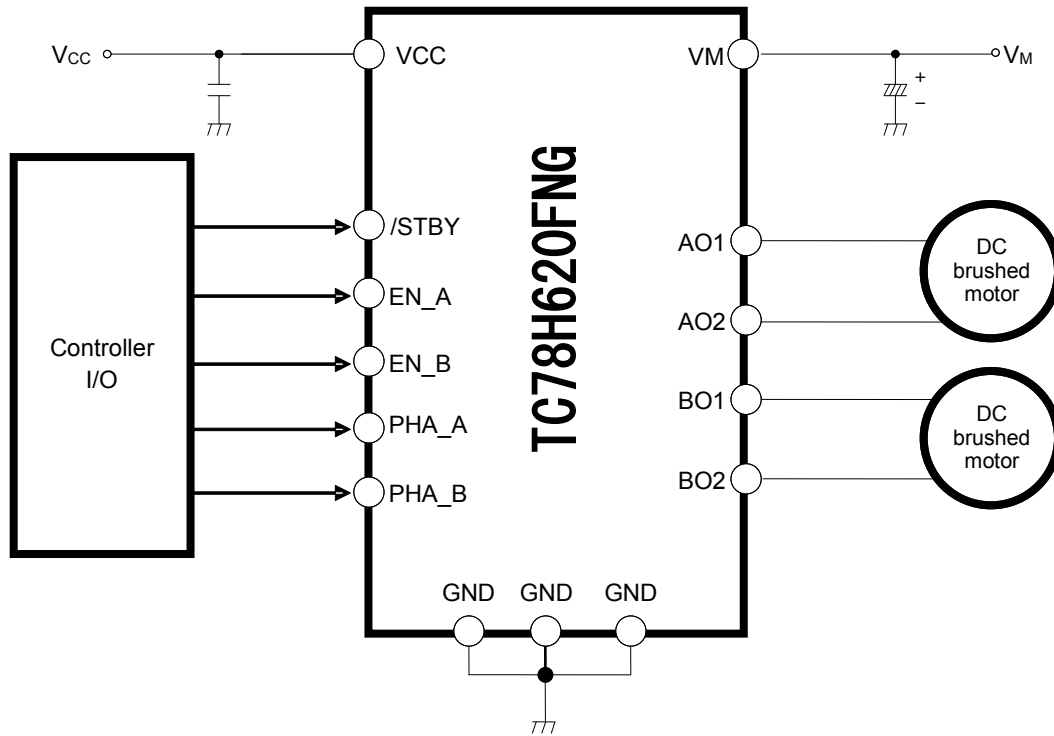 VCC
VCC
VM
VM
+
−
TC78H620FNG
/STBY
EN_A
EN_B
PHA_A
PHA_B
Controller
I/O
AO1
AO2
BO1
BO2
DC
brushed
motor
DC
brushed
motor
GND GND GND